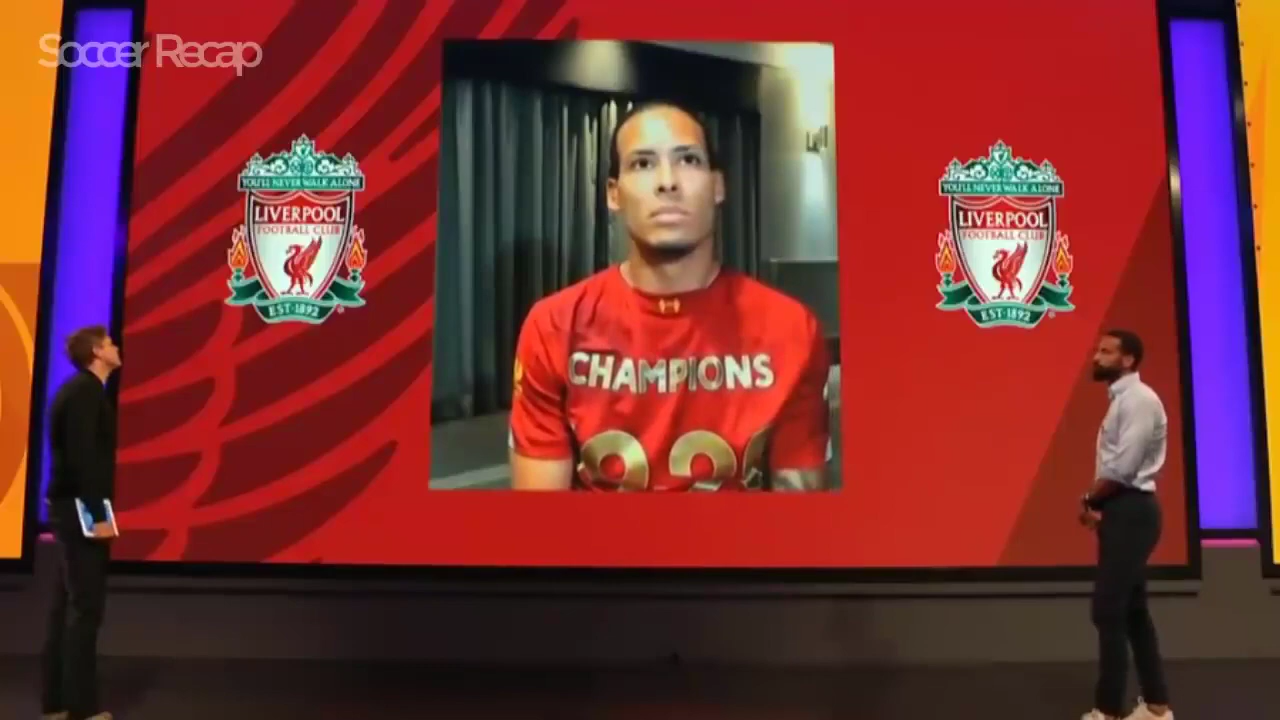 Soccer Recap
YOU'LL NEVER WALK ALONE
LIVERPOOL
FOOTBALL CLUB
EST·1892
YOU'LL NEVER WALK ALONE
LIVERPOOL
FOOTBALL CLUB
EST·1892
CHAMPIONS